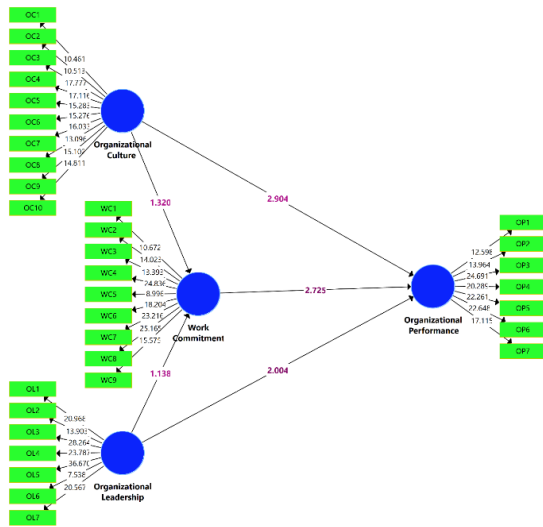 OC1
OC2
OC3
OC4
OC5
OC6
OC7
OC8
OC9
OC10
10.461
10.513
17.777
17.116
15.283
15.276
16.033
13.096
15.102
14.811
Organizational
Culture
1.320
2.904
WC1
WC2
WC3
WC4
WC5
WC6
WC7
WC8
WC9
10.672
14.023
13.393
24.836
8.996
18.204
23.216
25.165
15.573
Work
Commitment
2.725
OP1
OP2
OP3
OP4
OP5
OP6
OP7
12.598
13.964
24.691
20.289
22.261
22.648
17.115
Organizational
Performance
1.138
2.004
OL1
OL2
OL3
OL4
OL5
OL6
OL7
20.968
13.903
28.264
23.787
36.670
7.538
20.567
Organizational
Leadership